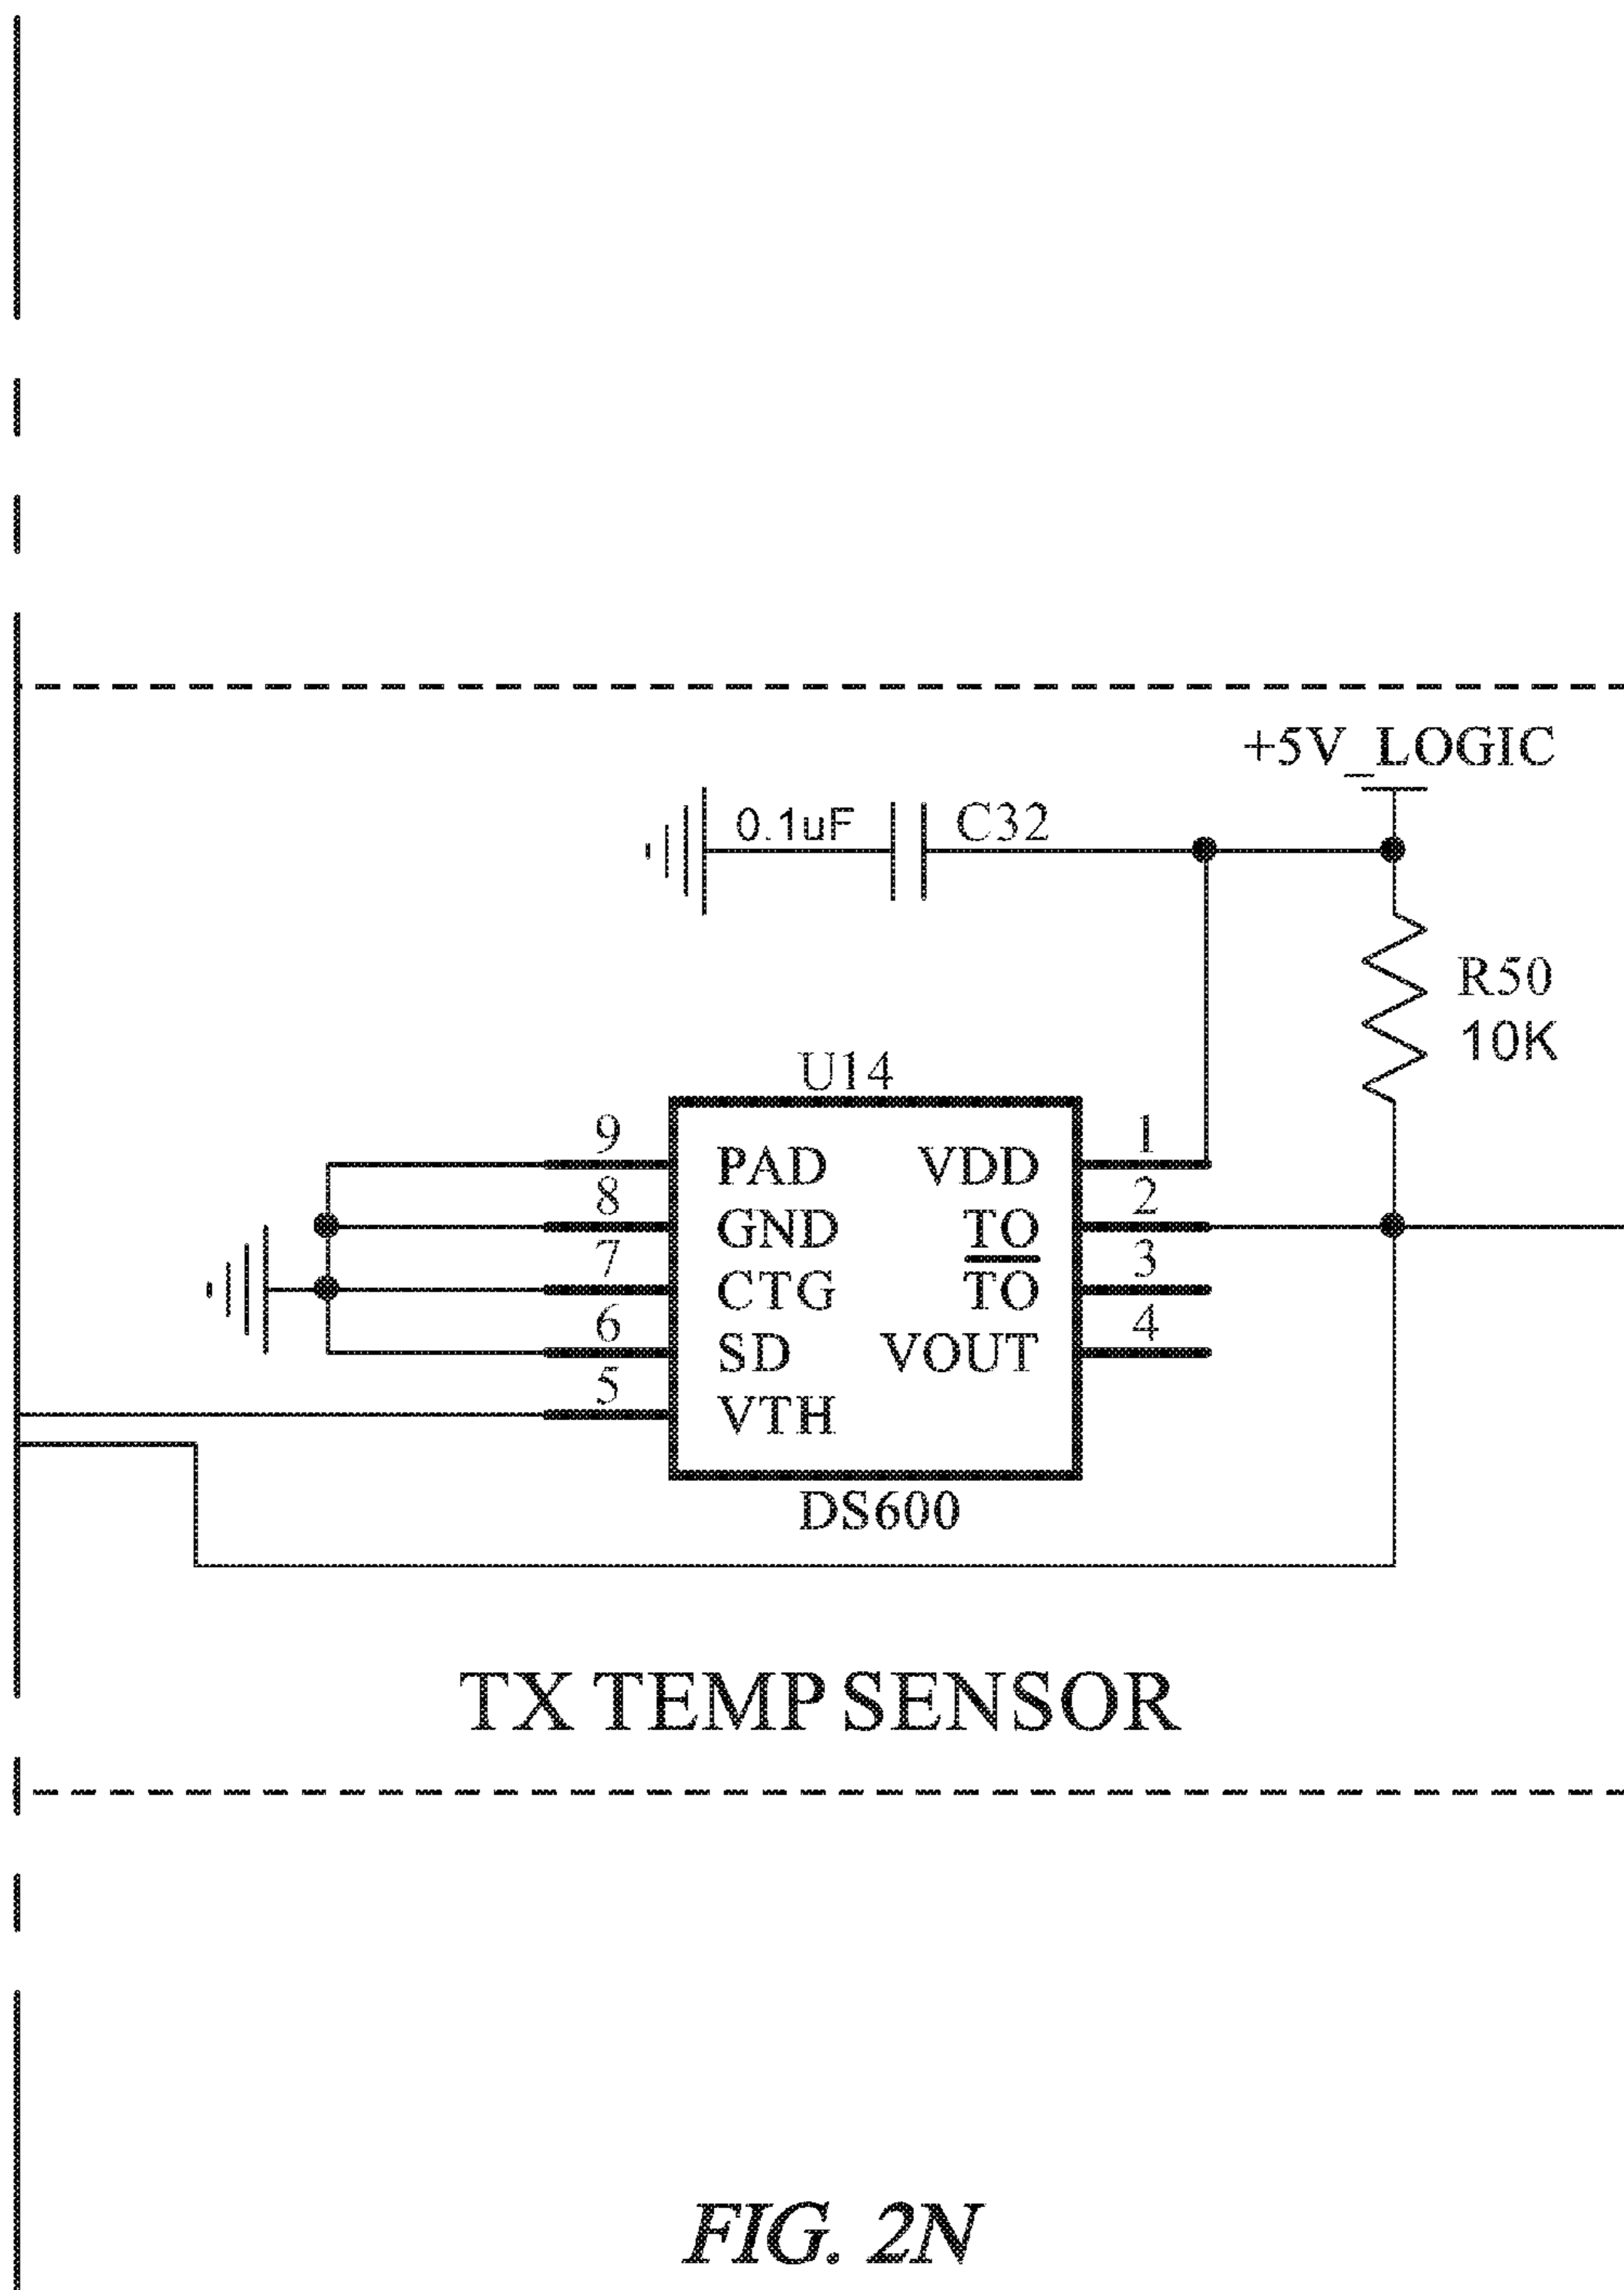 +5V_LOGIC
0.1uF C32
R50
10K
U14
9 PAD VDD 1
8 GND TO 2
7 CTG TO 3
6 SD VOUT 4
5 VTH
DS600
TX TEMP SENSOR
FIG. 2N